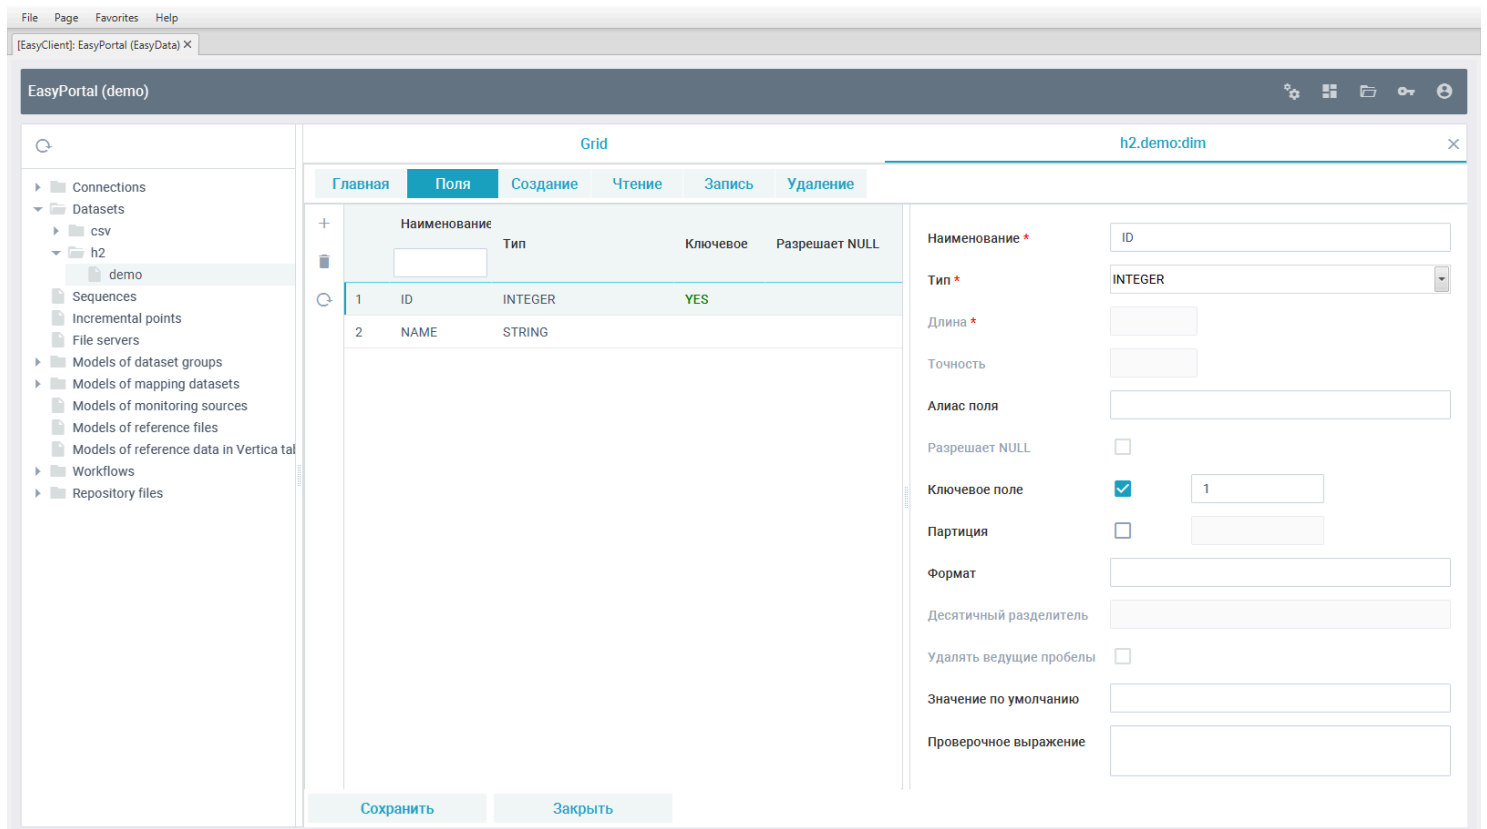 File Page Favorites Help
[EasyClient]: EasyPortal (EasyData) ✕
EasyPortal (demo)
Grid
h2.demo:dim
Главная Поля Создание Чтение Запись Удаление
Connections
Datasets
csv
h2
demo
Sequences
Incremental points
File servers
Models of dataset groups
Models of mapping datasets
Models of monitoring sources
Models of reference files
Models of reference data in Vertica tal
Workflows
Repository files
Наименование Тип Ключевое Разрешает NULL
1 ID INTEGER YES
2 NAME STRING
Наименование * ID
Тип * INTEGER
Длина *
Точность
Алиас поля
Разрешает NULL
Ключевое поле 1
Партиция
Формат
Десятичный разделитель
Удалять ведущие пробелы
Значение по умолчанию
Проверочное выражение
Сохранить Закрыть